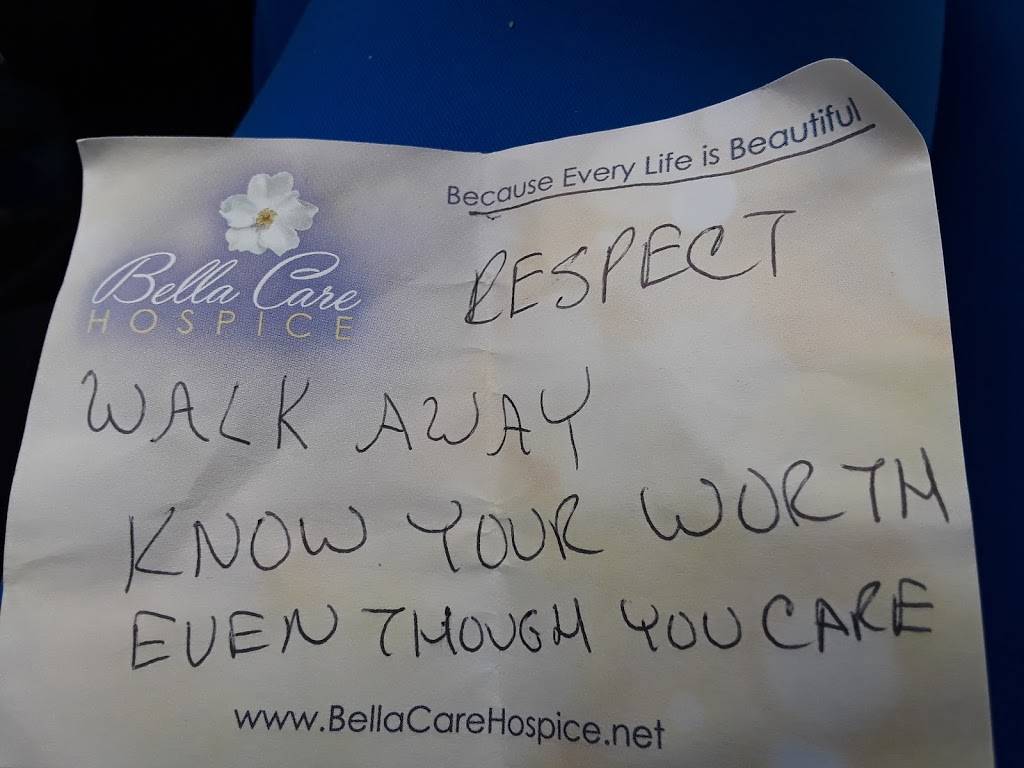 Because Every Life is Beautiful
Bella Care
HOSPICE
RESPECT
WALK AWAY
KNOW YOUR WORTH
EVEN THOUGH YOU CARE
www.BellaCareHospice.net